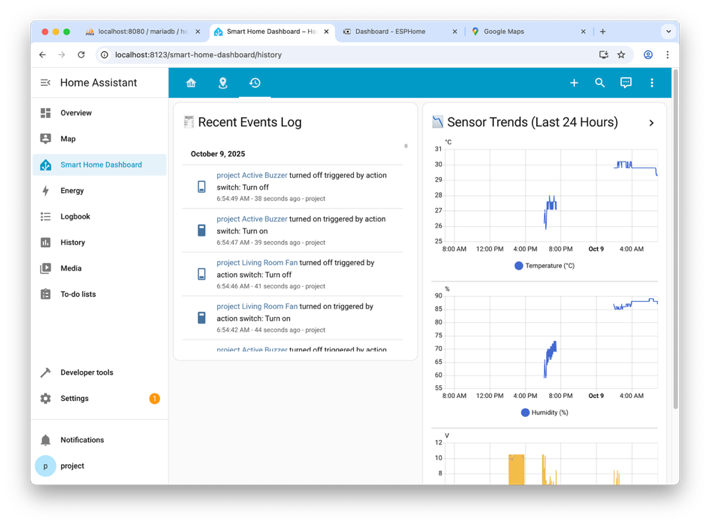 localhost:8080 / mariadb / ha
Smart Home Dashboard – Ho
Dashboard - ESPHome
Google Maps
localhost:8123/smart-home-dashboard/history
Home Assistant
Overview
Map
Smart Home Dashboard
Energy
Logbook
History
Media
To-do lists
Developer tools
Settings
1
Notifications
p
project
Recent Events Log
October 9, 2025
project Active Buzzer turned off triggered by action
switch: Turn off
6:54:49 AM - 38 seconds ago - project
project Active Buzzer turned on triggered by action
switch: Turn on
6:54:47 AM - 39 seconds ago - project
project Living Room Fan turned off triggered by
action switch: Turn off
6:54:46 AM - 41 seconds ago - project
project Living Room Fan turned on triggered by
action switch: Turn on
6:54:42 AM - 44 seconds ago - project
project Active Buzzer turned off triggered by action
Sensor Trends (Last 24 Hours)
°C
31
30
29
28
27
26
25
8:00 AM 12:00 PM 4:00 PM 8:00 PM Oct 9 4:00 AM
Temperature (°C)
%
90
85
80
75
70
65
60
55
8:00 AM 12:00 PM 4:00 PM 8:00 PM Oct 9 4:00 AM
Humidity (%)
V
12
10
8